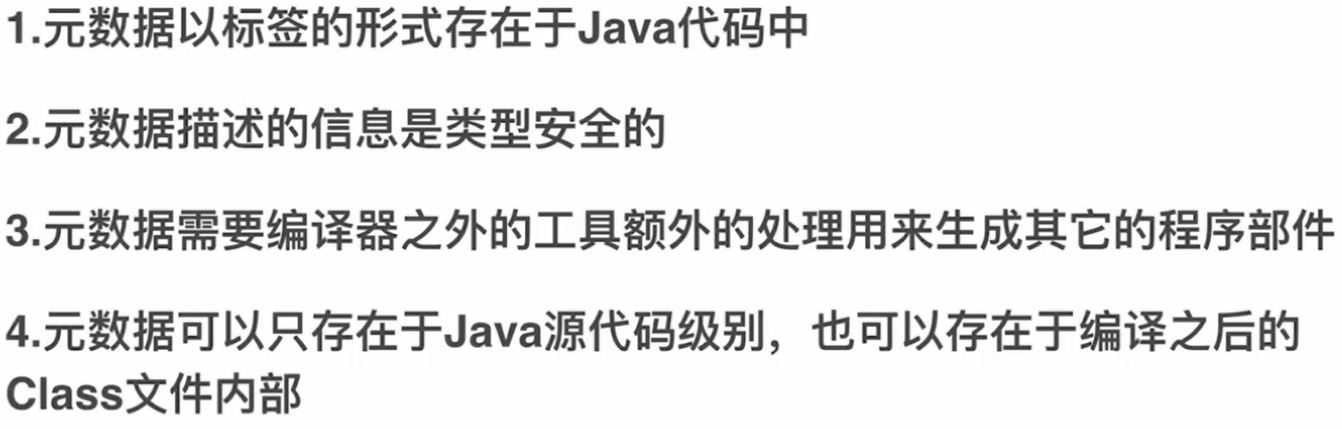 1.元数据以标签的形式存在于Java代码中
2.元数据描述的信息是类型安全的
3.元数据需要编译器之外的工具额外的处理用来生成其它的程序部件
4.元数据可以只存在于Java源代码级别，也可以存在于编译之后的
Class文件内部